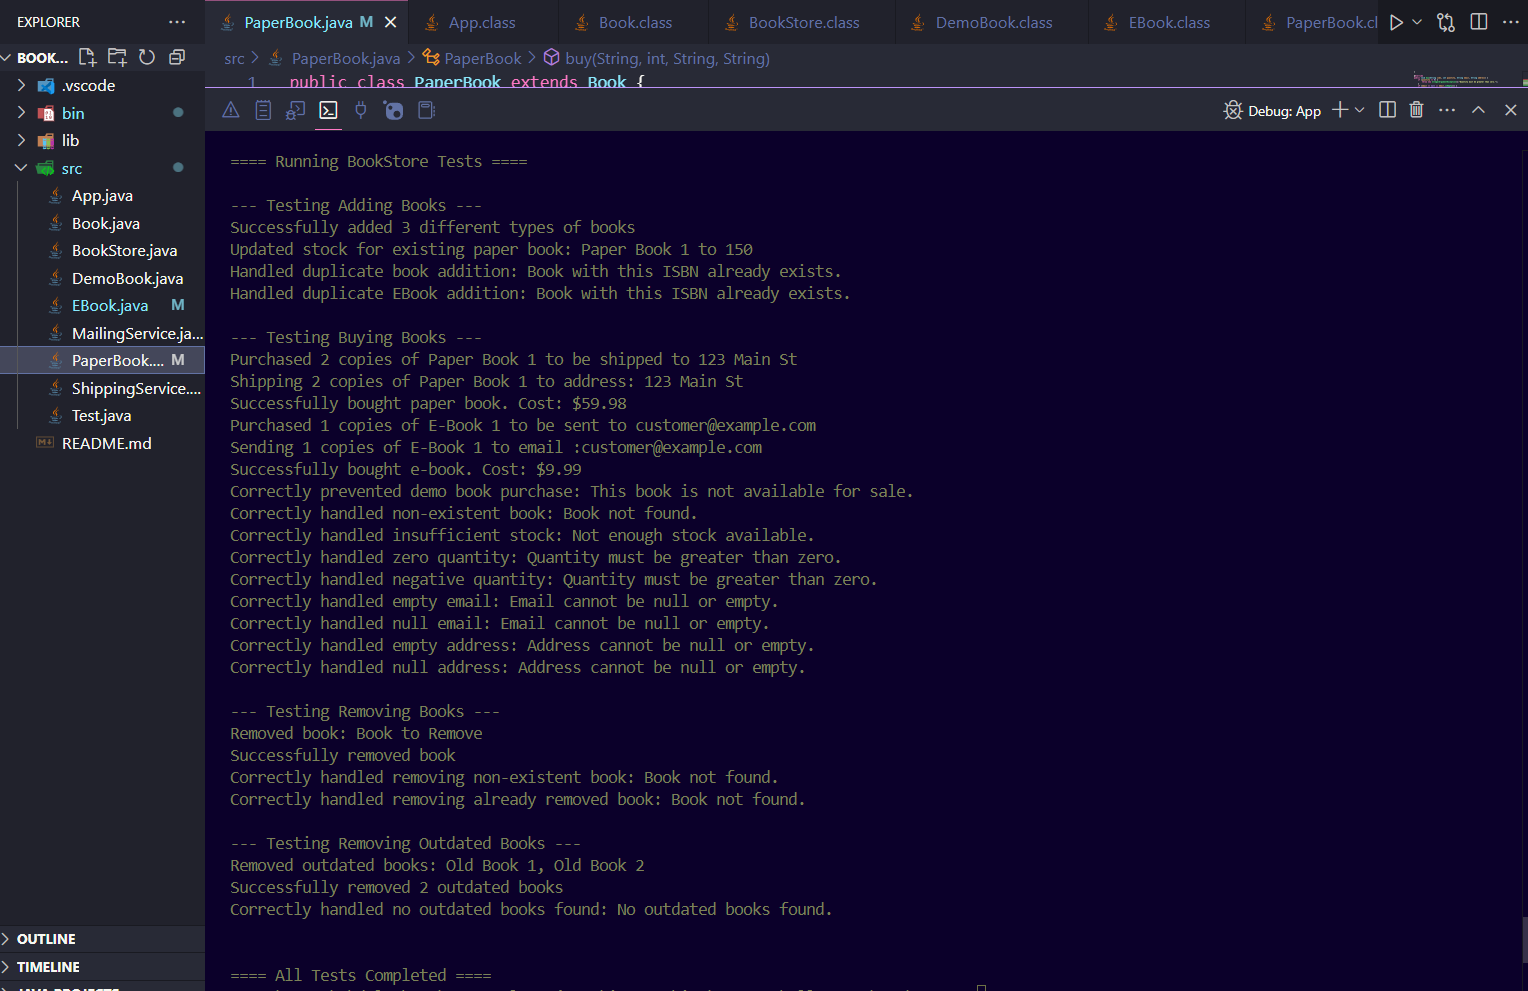 EXPLORER
PaperBook.java M
App.class
Book.class
BookStore.class
DemoBook.class
EBook.class
PaperBook.cl
BOOK...
src > PaperBook.java > PaperBook > buy(String, int, String, String)
1 public class PaperBook extends Book {
.vscode
bin
lib
src
App.java
Book.java
BookStore.java
DemoBook.java
EBook.java M
MailingService.ja...
PaperBook.... M
ShippingService....
Test.java
README.md
OUTLINE
TIMELINE
JAVA PROJECTS
Debug: App
==== Running BookStore Tests ====
--- Testing Adding Books ---
Successfully added 3 different types of books
Updated stock for existing paper book: Paper Book 1 to 150
Handled duplicate book addition: Book with this ISBN already exists.
Handled duplicate EBook addition: Book with this ISBN already exists.
--- Testing Buying Books ---
Purchased 2 copies of Paper Book 1 to be shipped to 123 Main St
Shipping 2 copies of Paper Book 1 to address: 123 Main St
Successfully bought paper book. Cost: $59.98
Purchased 1 copies of E-Book 1 to be sent to customer@example.com
Sending 1 copies of E-Book 1 to email :customer@example.com
Successfully bought e-book. Cost: $9.99
Correctly prevented demo book purchase: This book is not available for sale.
Correctly handled non-existent book: Book not found.
Correctly handled insufficient stock: Not enough stock available.
Correctly handled zero quantity: Quantity must be greater than zero.
Correctly handled negative quantity: Quantity must be greater than zero.
Correctly handled empty email: Email cannot be null or empty.
Correctly handled null email: Email cannot be null or empty.
Correctly handled empty address: Address cannot be null or empty.
Correctly handled null address: Address cannot be null or empty.
--- Testing Removing Books ---
Removed book: Book to Remove
Successfully removed book
Correctly handled removing non-existent book: Book not found.
Correctly handled removing already removed book: Book not found.
--- Testing Removing Outdated Books ---
Removed outdated books: Old Book 1, Old Book 2
Successfully removed 2 outdated books
Correctly handled no outdated books found: No outdated books found.
==== All Tests Completed ====